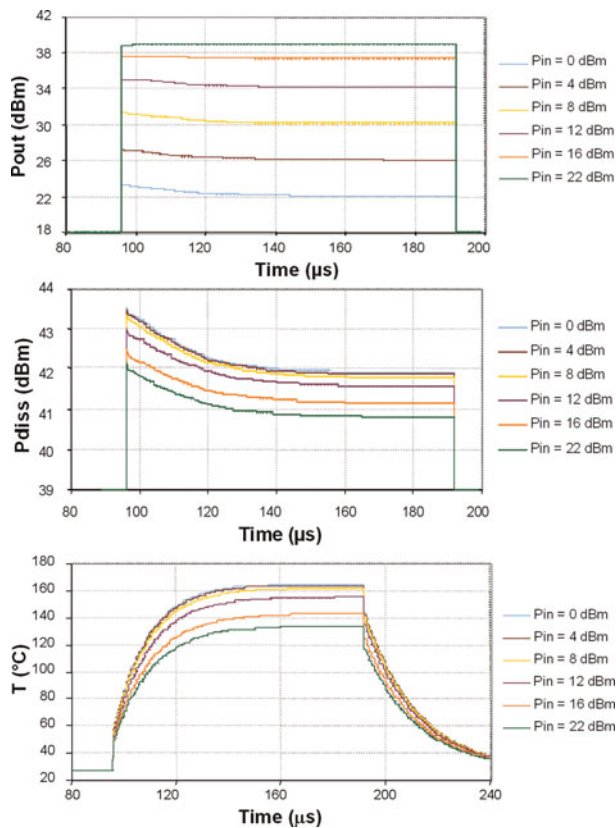 42
38
34
30
26
22
18
Pout (dBm)
80 100 120 140 160 180 200
Time (µs)
Pin = 0 dBm
Pin = 4 dBm
Pin = 8 dBm
Pin = 12 dBm
Pin = 16 dBm
Pin = 22 dBm
44
43
42
41
40
39
Pdiss (dBm)
80 100 120 140 160 180 200
Time (µs)
Pin = 0 dBm
Pin = 4 dBm
Pin = 8 dBm
Pin = 12 dBm
Pin = 16 dBm
Pin = 22 dBm
180
160
140
120
100
80
60
40
20
T (°C)
80 120 160 200 240
Time (µs)
Pin = 0 dBm
Pin = 4 dBm
Pin = 8 dBm
Pin = 12 dBm
Pin = 16 dBm
Pin = 22 dBm